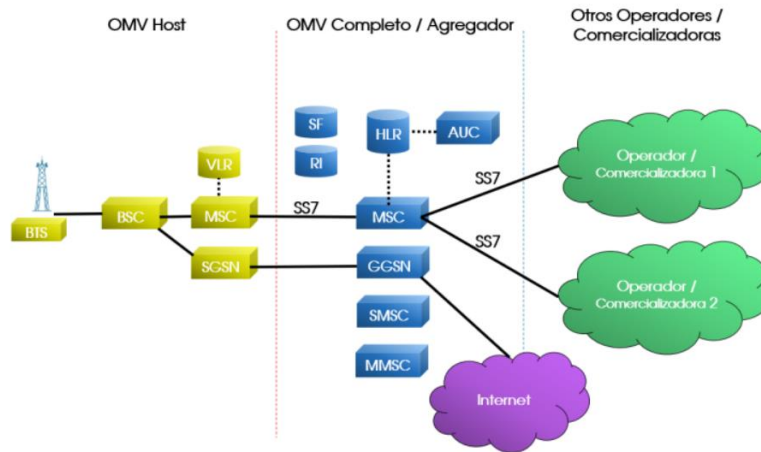 OMV Host
OMV Completo / Agregador
Otros Operadores /
Comercializadoras
SF
HLR
AUC
VLR
RI
Operador /
Comercializadora 1
SS7
BTS
BSC
MSC
SS7
MSC
SS7
SGSN
GGSN
Operador /
Comercializadora 2
SMSC
MMSC
Internet